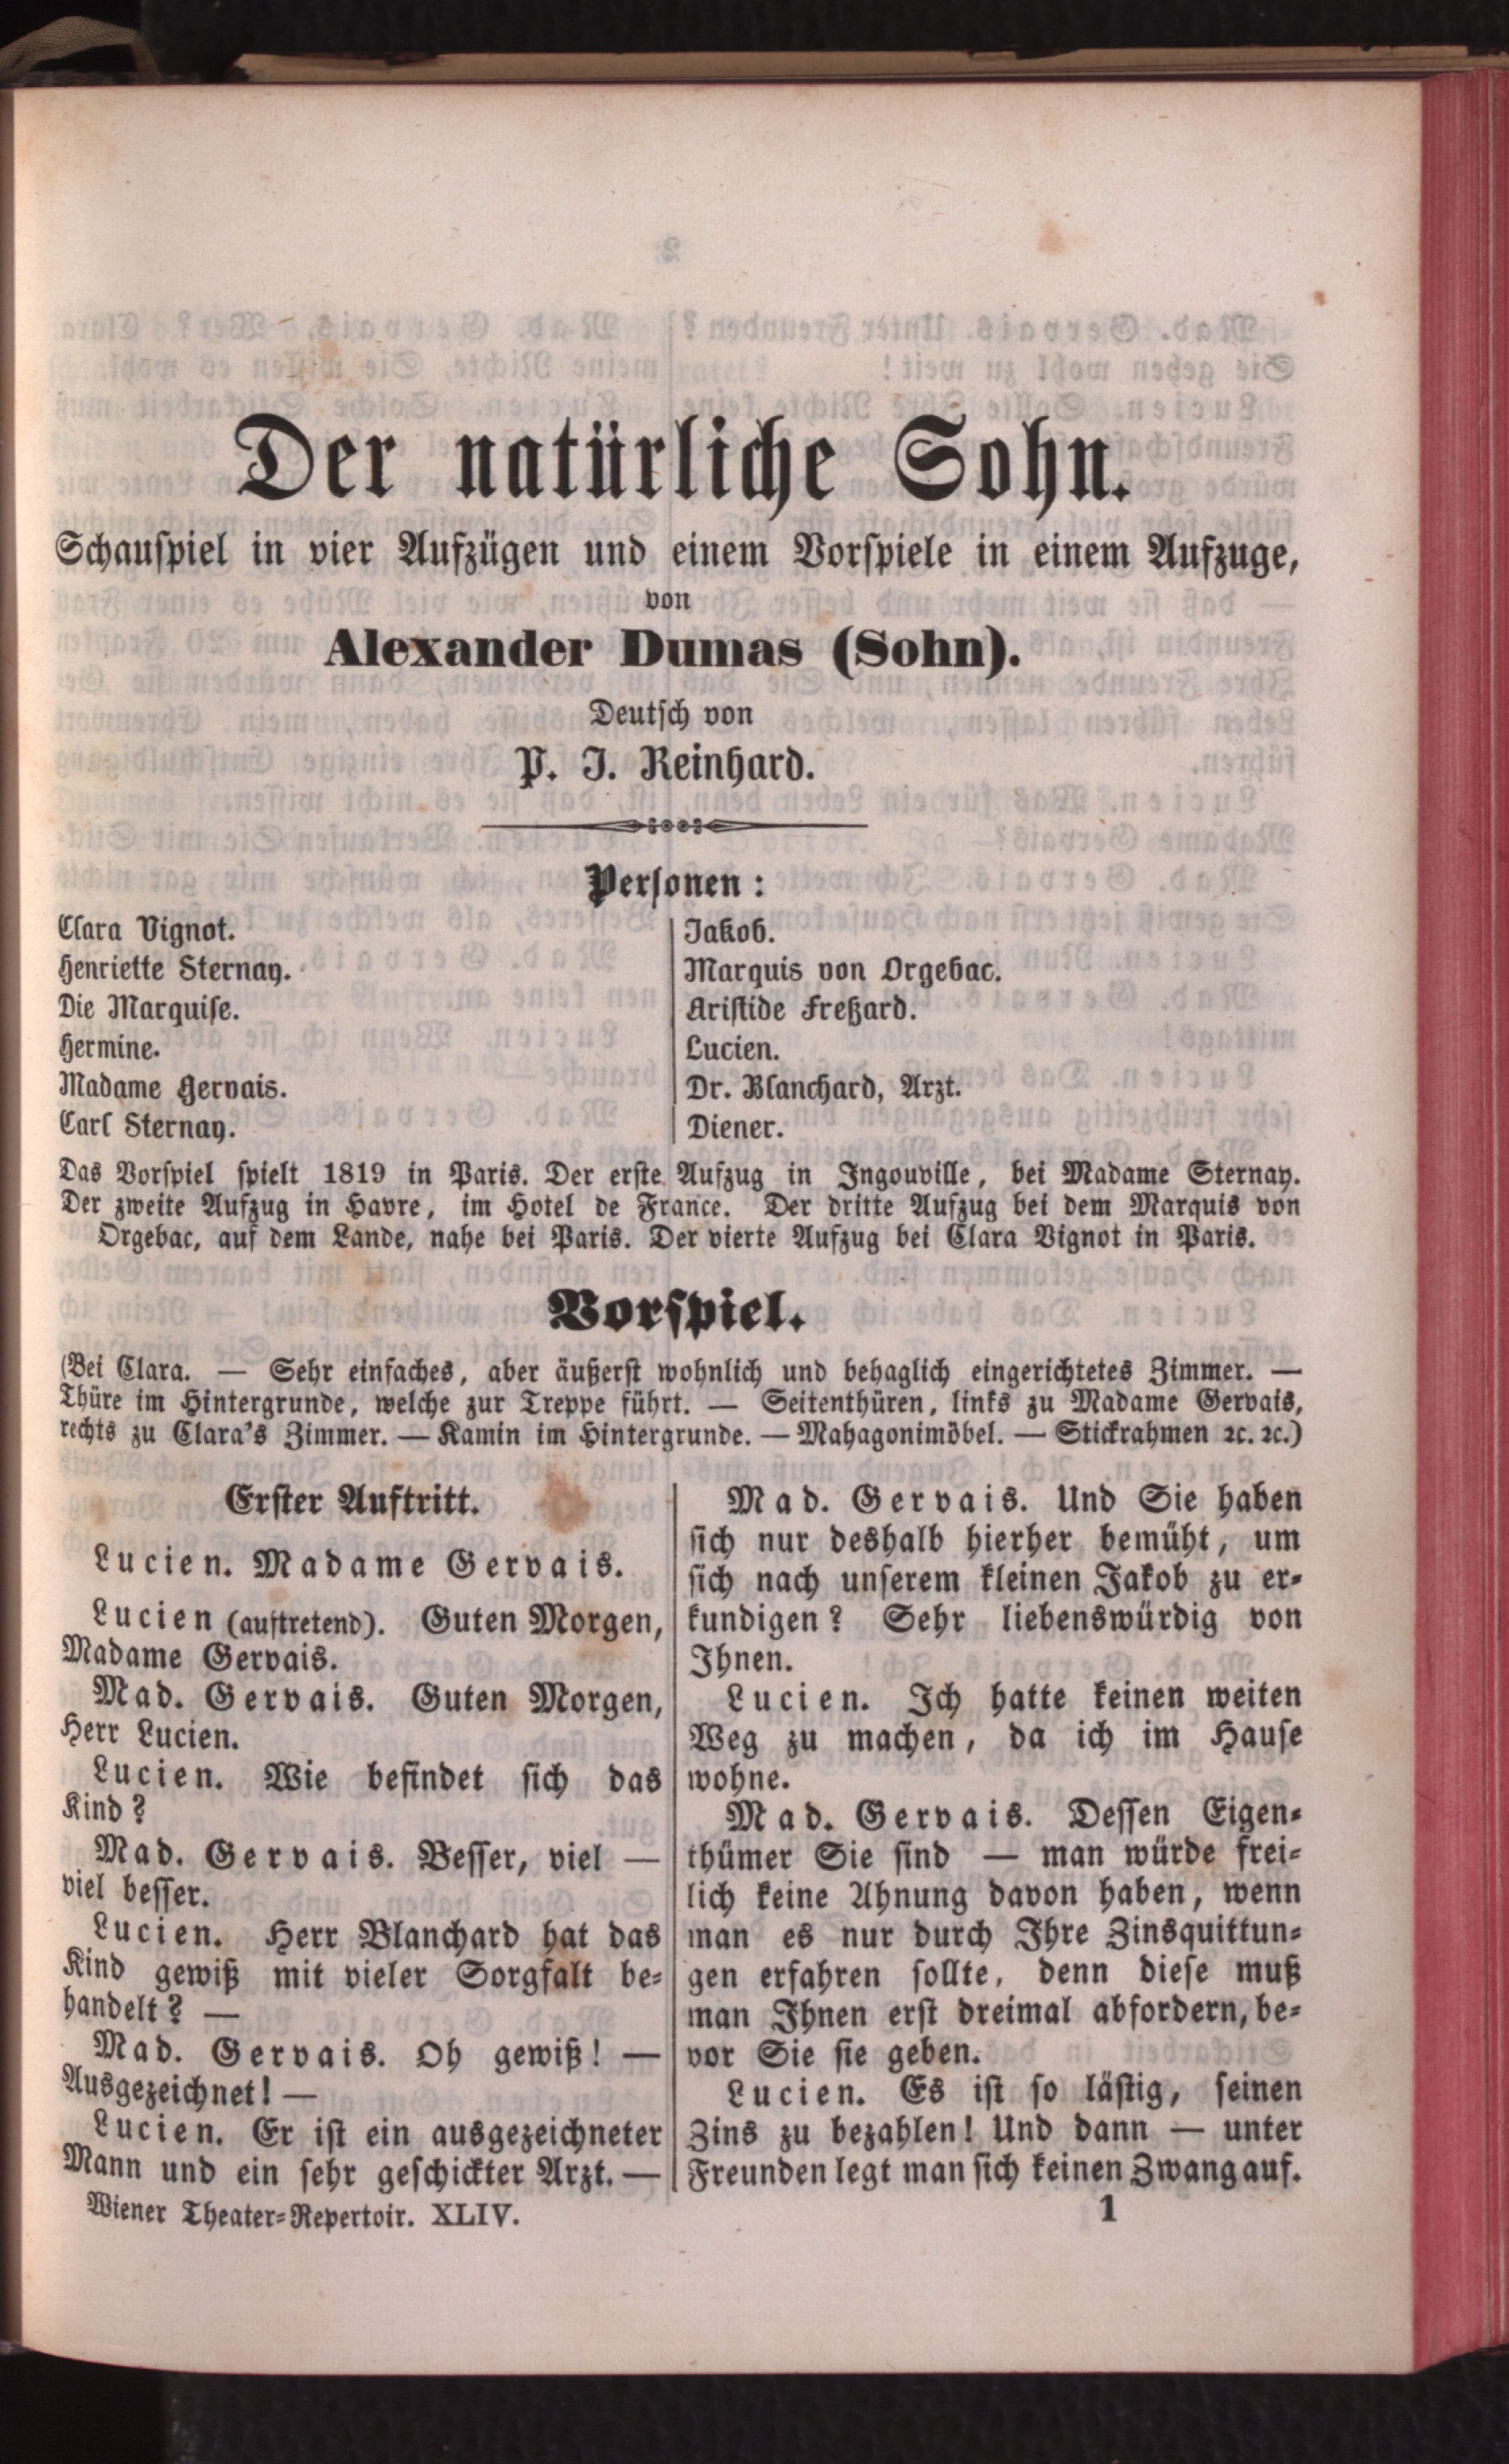 Der natürliche Sohn.
Schauspiel in vier Aufzügen und einem Vorspiele in einem Aufzuge,
von
Alexander Dumas (Sohn).
Deutsch von
P. J. Reinhard.
Personen:
Clara Vignot.
Henriette Sternay.
Die Marquise.
Hermine.
Madame Gervais.
Carl Sternay.
Jakob.
Marquis von Orgebac.
Aristide Freßard.
Lucien.
Dr. Blanchard, Arzt.
Diener.
Das Vorspiel spielt 1819 in Paris. Der erste Aufzug in Ingouville, bei Madame Sternay.
Der zweite Aufzug in Havre, im Hotel de France. Der dritte Aufzug bei dem Marquis von
Orgebac, auf dem Lande, nahe bei Paris. Der vierte Aufzug bei Clara Vignot in Paris.
Vorspiel.
(Bei Clara. — Sehr einfaches, aber äußerst wohnlich und behaglich eingerichtetes Zimmer. —
Thüre im Hintergrunde, welche zur Treppe führt. — Seitenthüren, links zu Madame Gervais,
rechts zu Clara's Zimmer. — Kamin im Hintergrunde. — Mahagonimöbel. — Stickrahmen ꝛc. ꝛc.)
Erster Auftritt.
Lucien. Madame Gervais.
Lucien (auftretend). Guten Morgen,
Madame Gervais.
Mad. Gervais. Guten Morgen,
Herr Lucien.
Lucien. Wie befindet sich das
Kind?
Mad. Gervais. Besser, viel —
viel besser.
Lucien. Herr Blanchard hat das
Kind gewiß mit vieler Sorgfalt be-
handelt? —
Mad. Gervais. Oh gewiß! —
Ausgezeichnet! —
Lucien. Er ist ein ausgezeichneter
Mann und ein sehr geschickter Arzt. —
Mad. Gervais. Und Sie haben
sich nur deshalb hierher bemüht, um
sich nach unserem kleinen Jakob zu er-
kundigen? Sehr liebenswürdig von
Ihnen.
Lucien. Ich hatte keinen weiten
Weg zu machen, da ich im Hause
wohne.
Mad. Gervais. Dessen Eigen-
thümer Sie sind — man würde frei-
lich keine Ahnung davon haben, wenn
man es nur durch Ihre Zinsquittun-
gen erfahren sollte, denn diese muß
man Ihnen erst dreimal abfordern, be-
vor Sie sie geben.
Lucien. Es ist so lästig, seinen
Zins zu bezahlen! Und dann — unter
Freunden legt man sich keinen Zwang auf.
Wiener Theater-Repertoir. XLIV.
1